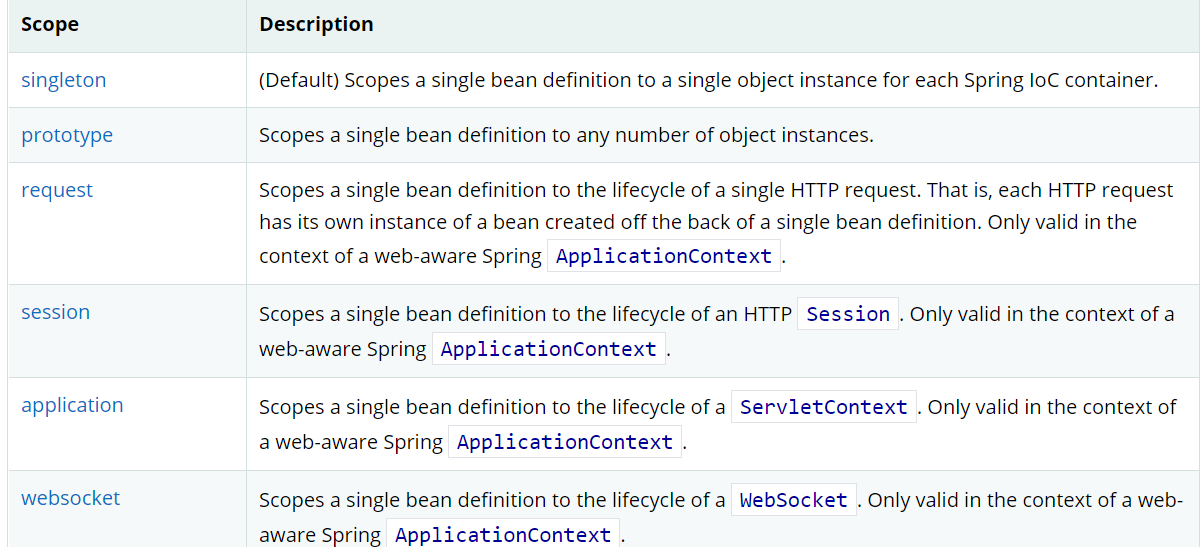 Scope Description
singleton (Default) Scopes a single bean definition to a single object instance for each Spring IoC container.
prototype Scopes a single bean definition to any number of object instances.
request Scopes a single bean definition to the lifecycle of a single HTTP request. That is, each HTTP request
has its own instance of a bean created off the back of a single bean definition. Only valid in the
context of a web-aware Spring ApplicationContext.
session Scopes a single bean definition to the lifecycle of an HTTP Session. Only valid in the context of a
web-aware Spring ApplicationContext.
application Scopes a single bean definition to the lifecycle of a ServletContext. Only valid in the context of
a web-aware Spring ApplicationContext.
websocket Scopes a single bean definition to the lifecycle of a WebSocket. Only valid in the context of a web-
aware Spring ApplicationContext.